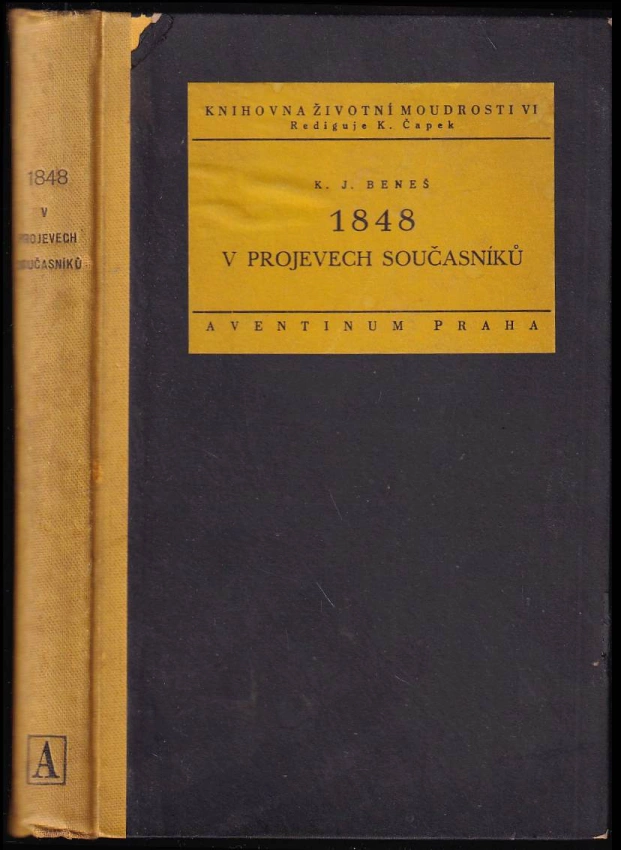 1848
V
PROJEVECH
SOUČASNÍKŮ
A
KNIHOVNA ŽIVOTNÍ MOUDROSTI VI
Rediguje K. Čapek
K. J. BENEŠ
1848
V PROJEVECH SOUČASNÍKŮ
AVENTINUM PRAHA